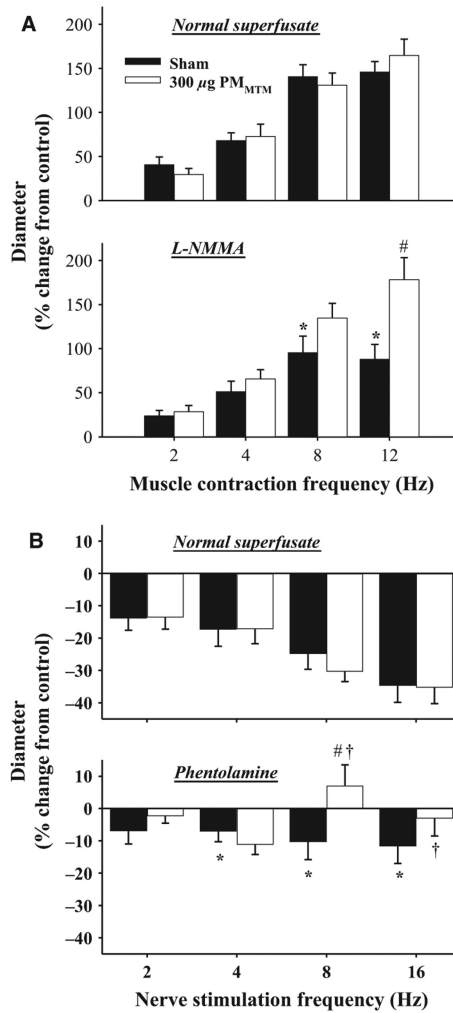 A
Normal superfusate
Sham
300 µg PMMTM
200
150
100
50
0
Diameter
(% change from control)
L-NMMA
#
*
*
200
150
100
50
0
2 4 8 12
Muscle contraction frequency (Hz)
B
Normal superfusate
10
0
–10
–20
–30
–40
Diameter
(% change from control)
Phentolamine
# †
10
0
–10
–20
–30
–40
*
*
*
†
2 4 8 16
Nerve stimulation frequency (Hz)